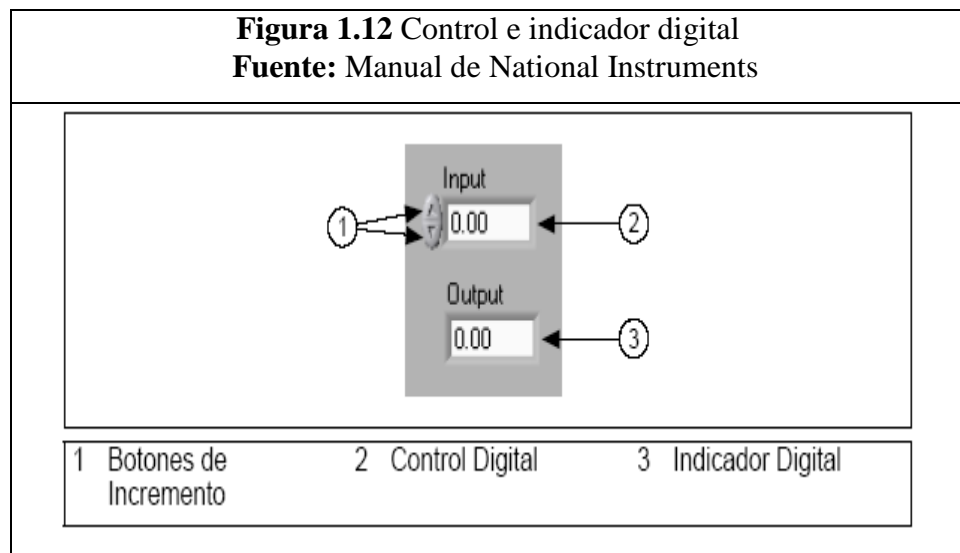 Figura 1.12 Control e indicador digital
Fuente: Manual de National Instruments
Input
1
0.00
2
Output
0.00
3
1 Botones de Incremento
2 Control Digital
3 Indicador Digital